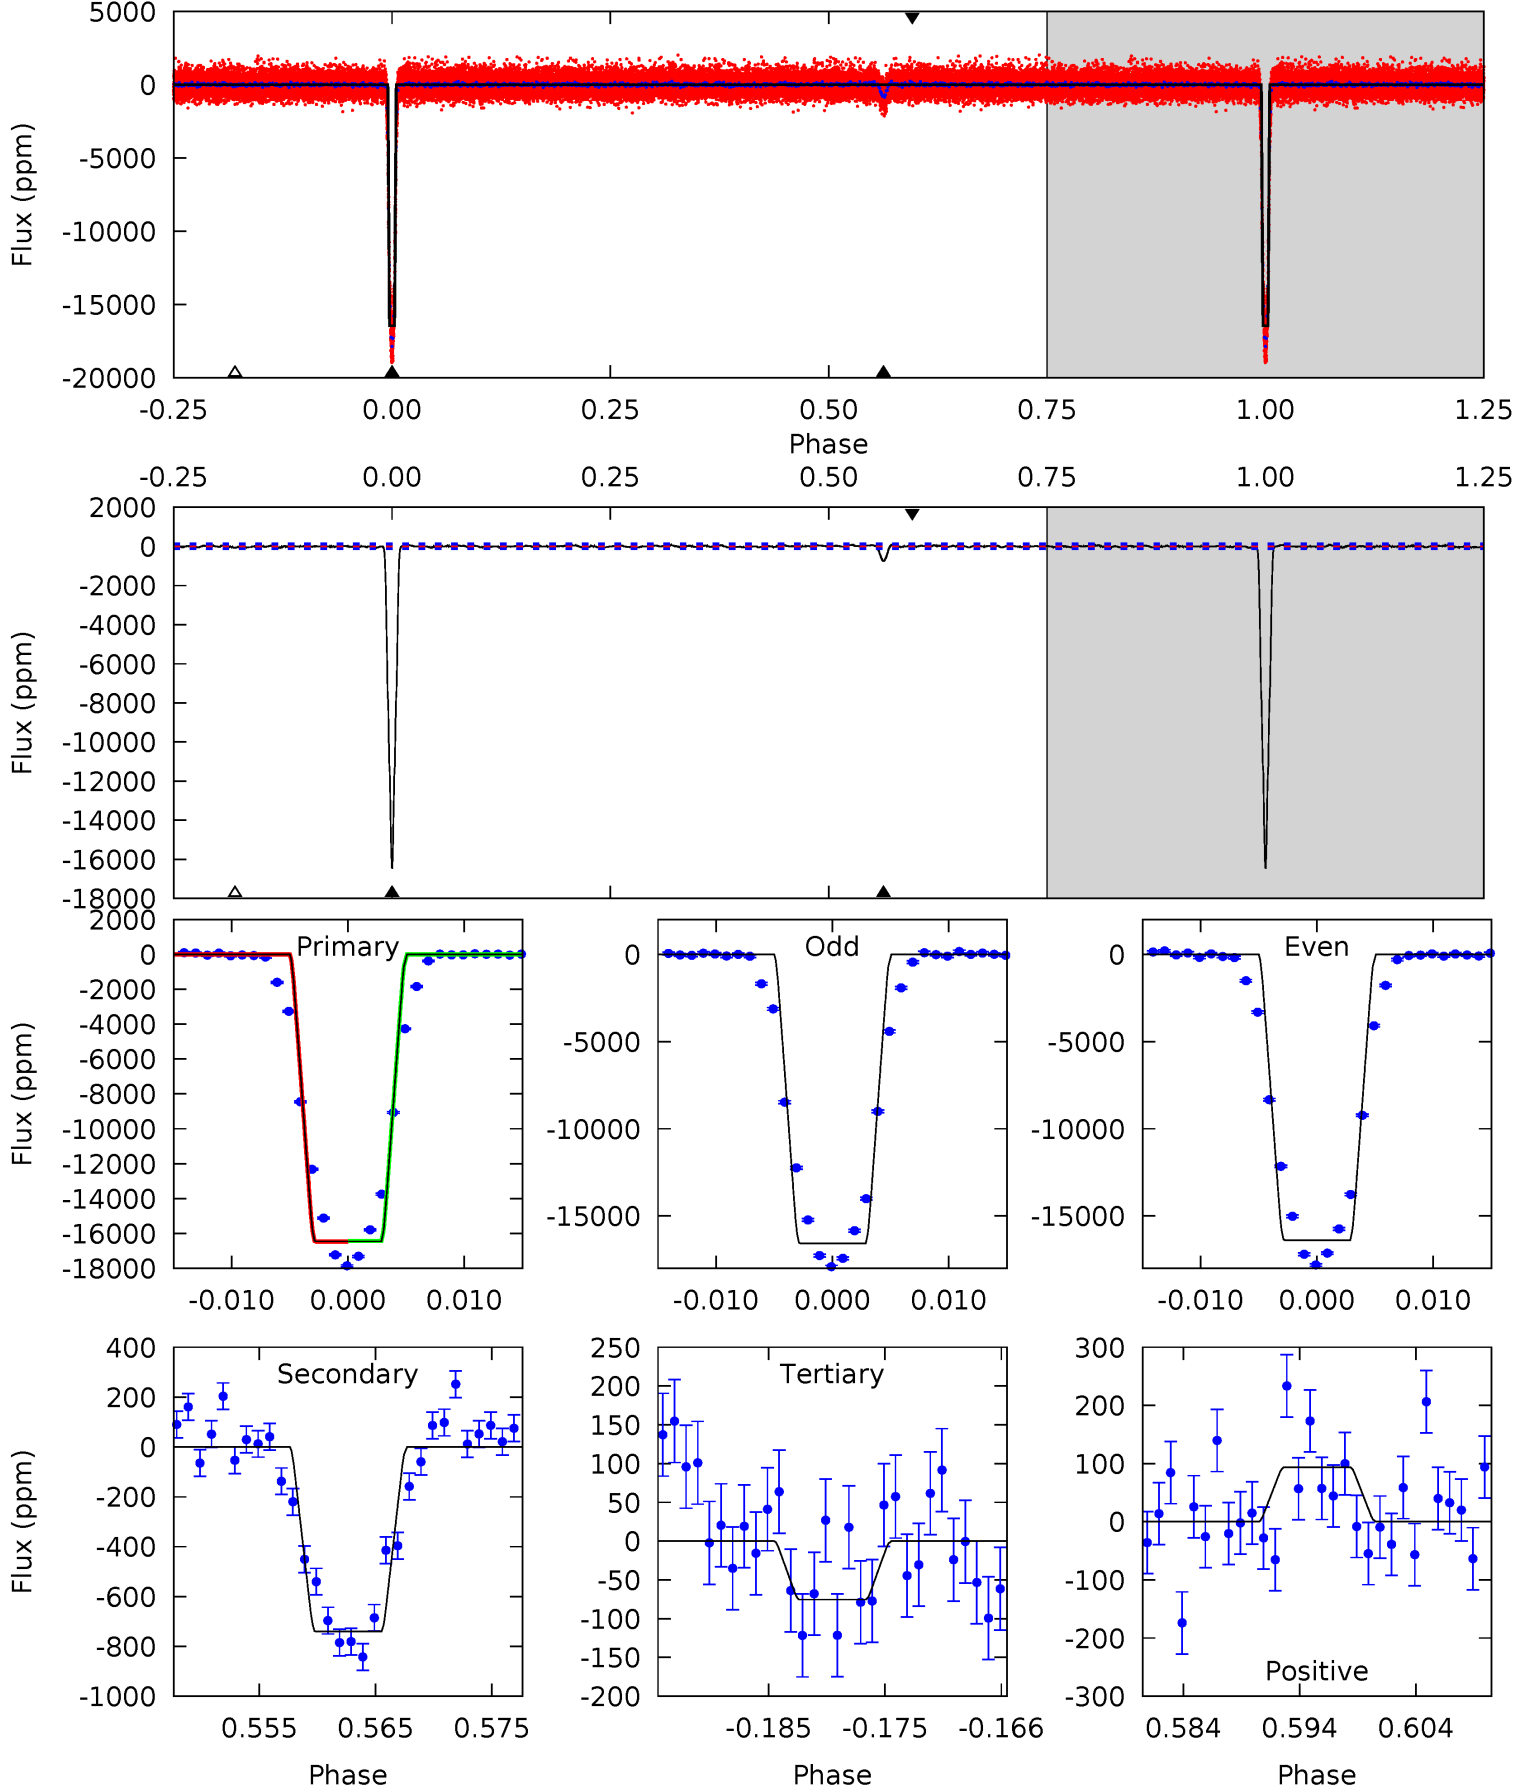 5000
0
-5000
-10000
-15000
-20000
Flux (ppm)
-0.25 0.00 0.25 0.50 0.75 1.00 1.25
Phase
-0.25 0.00 0.25 0.50 0.75 1.00 1.25
2000
0
-2000
-4000
-6000
-8000
-10000
-12000
-14000
-16000
-18000
Flux (ppm)
Primary
2000
0
-2000
-4000
-6000
-8000
-10000
-12000
-14000
-16000
-18000
Flux (ppm)
-0.010 0.000 0.010
Odd
0
-5000
-10000
-15000
-0.010 0.000 0.010
Even
0
-5000
-10000
-15000
-0.010 0.000 0.010
Secondary
400
200
0
-200
-400
-600
-800
-1000
Flux (ppm)
0.555 0.565 0.575
Phase
Tertiary
250
200
150
100
50
0
-50
-100
-150
-200
-0.185 -0.175 -0.166
Phase
300
200
100
0
-100
-200
-300
Positive
0.584 0.594 0.604
Phase